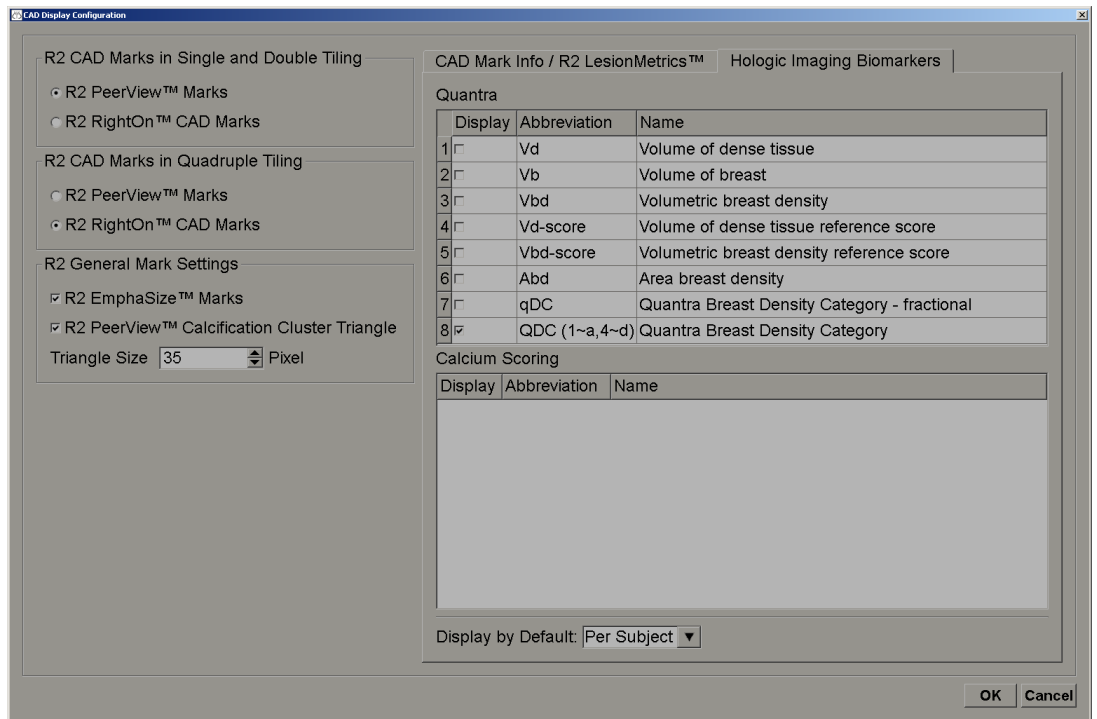 CAD Display Configuration
R2 CAD Marks in Single and Double Tiling
R2 PeerView™ Marks
R2 RightOn™ CAD Marks
R2 CAD Marks in Quadruple Tiling
R2 PeerView™ Marks
R2 RightOn™ CAD Marks
R2 General Mark Settings
R2 EmphaSize™ Marks
R2 PeerView™ Calcification Cluster Triangle
Triangle Size 35 Pixel
CAD Mark Info / R2 LesionMetrics™ Hologic Imaging Biomarkers
Quantra
Display Abbreviation Name
1 Vd Volume of dense tissue
2 Vb Volume of breast
3 Vbd Volumetric breast density
4 Vd-score Volume of dense tissue reference score
5 Vbd-score Volumetric breast density reference score
6 Abd Area breast density
7 qDC Quantra Breast Density Category - fractional
8 QDC (1~a,4~d) Quantra Breast Density Category
Calcium Scoring
Display Abbreviation Name
Display by Default: Per Subject
OK Cancel